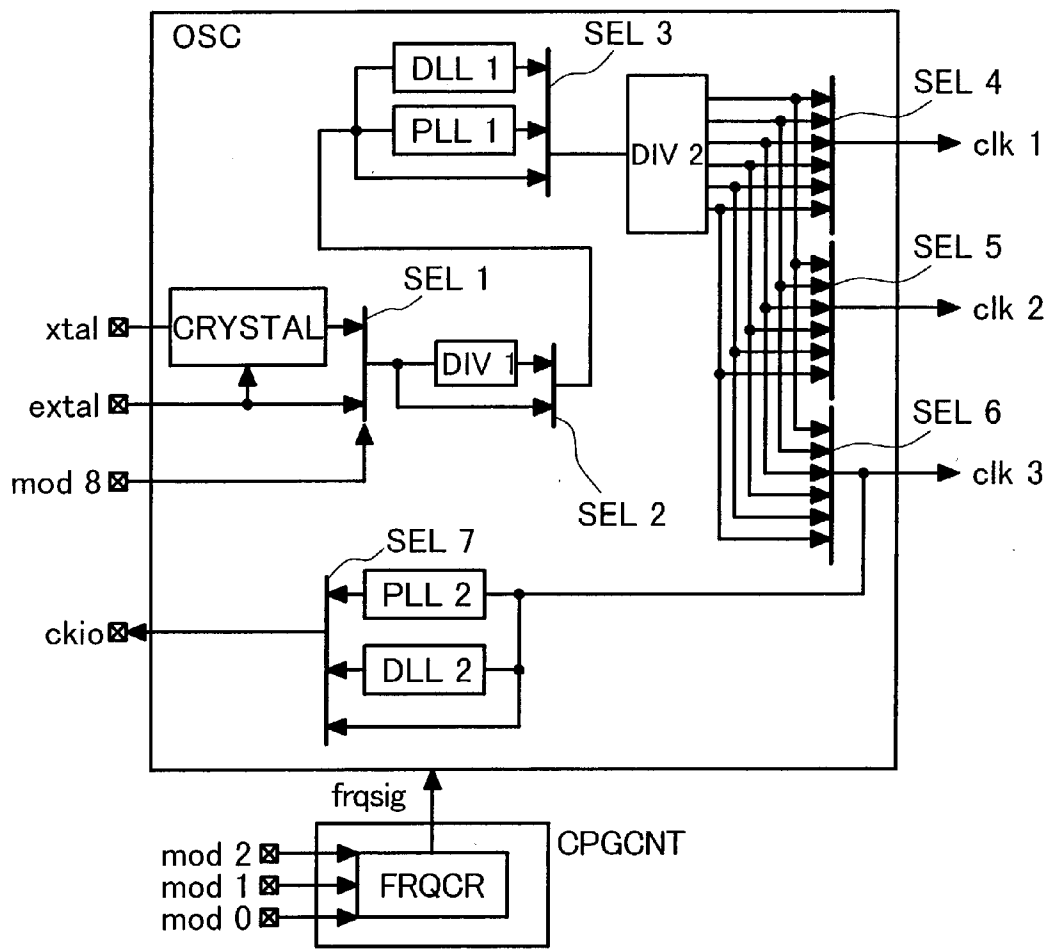 OSC
SEL 3
DLL 1
PLL 1
DIV 2
SEL 4
clk 1
SEL 5
clk 2
SEL 1
xtal
CRYSTAL
DIV 1
extal
SEL 6
mod 8
clk 3
SEL 2
SEL 7
PLL 2
ckio
DLL 2
frqsig
CPGCNT
mod 2
mod 1
FRQCR
mod 0